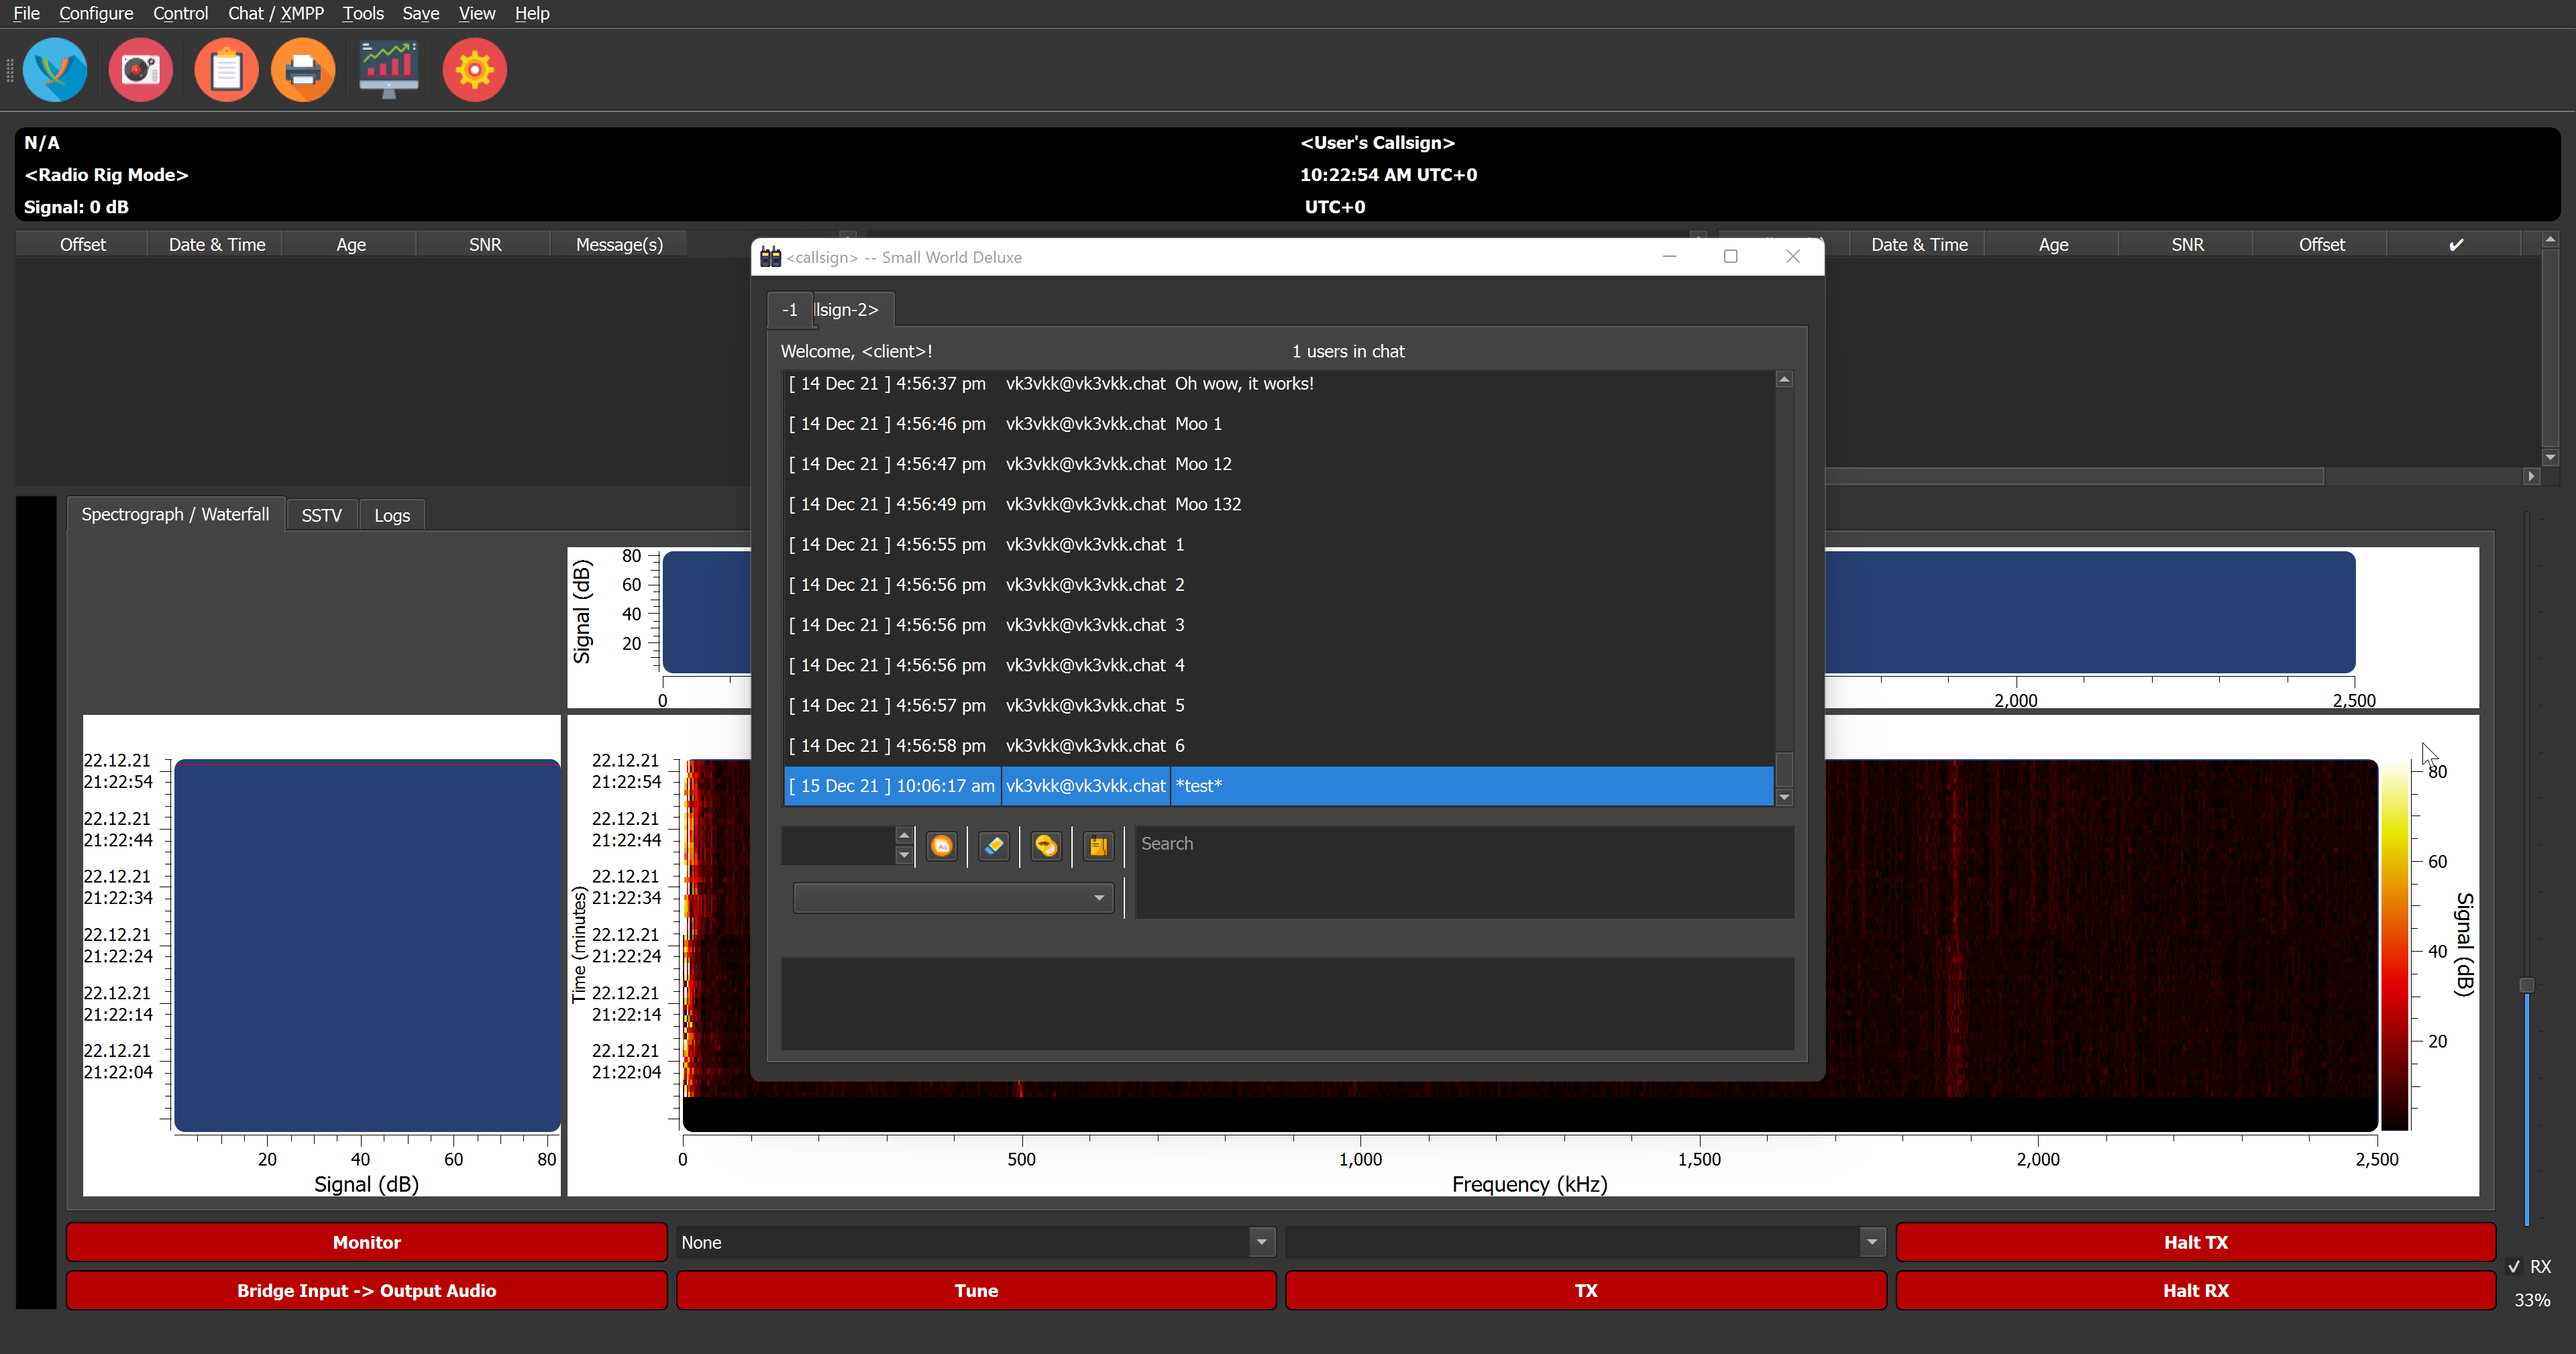 File Configure Control Chat / XMPP Tools Save View Help
N/A
<User's Callsign>
<Radio Rig Mode>
10:22:54 AM UTC+0
Signal: 0 dB
UTC+0
Offset Date & Time Age SNR Message(s)
Date & Time Age SNR Offset ✔
<callsign> -- Small World Deluxe
-1 llsign-2>
Welcome, <client>!
1 users in chat
[ 14 Dec 21 ] 4:56:37 pm vk3vkk@vk3vkk.chat Oh wow, it works!
[ 14 Dec 21 ] 4:56:46 pm vk3vkk@vk3vkk.chat Moo 1
[ 14 Dec 21 ] 4:56:47 pm vk3vkk@vk3vkk.chat Moo 12
[ 14 Dec 21 ] 4:56:49 pm vk3vkk@vk3vkk.chat Moo 132
[ 14 Dec 21 ] 4:56:55 pm vk3vkk@vk3vkk.chat 1
[ 14 Dec 21 ] 4:56:56 pm vk3vkk@vk3vkk.chat 2
[ 14 Dec 21 ] 4:56:56 pm vk3vkk@vk3vkk.chat 3
[ 14 Dec 21 ] 4:56:56 pm vk3vkk@vk3vkk.chat 4
[ 14 Dec 21 ] 4:56:57 pm vk3vkk@vk3vkk.chat 5
[ 14 Dec 21 ] 4:56:58 pm vk3vkk@vk3vkk.chat 6
[ 15 Dec 21 ] 10:06:17 am vk3vkk@vk3vkk.chat *test*
Search
Spectrograph / Waterfall SSTV Logs
Signal (dB)
80
60
40
20
0 2,000 2,500
22.12.21
21:22:54
22.12.21
21:22:44
22.12.21
21:22:34
22.12.21
21:22:24
22.12.21
21:22:14
22.12.21
21:22:04
20 40 60 80
Signal (dB)
Time (minutes)
22.12.21
21:22:54
22.12.21
21:22:44
22.12.21
21:22:34
22.12.21
21:22:24
22.12.21
21:22:14
22.12.21
21:22:04
0 500 1,000 1,500 2,000 2,500
Frequency (kHz)
80
60
40
20
Signal (dB)
Monitor
None
Halt TX
Bridge Input -> Output Audio
Tune
TX
Halt RX
RX
33%